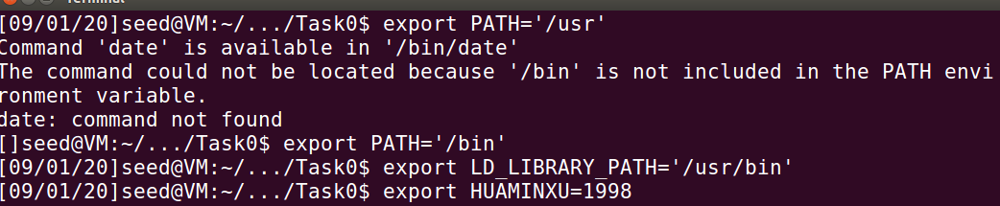 [09/01/20]seed@VM:~/.../Task0$ export PATH='/usr'
Command 'date' is available in '/bin/date'
The command could not be located because '/bin' is not included in the PATH envi
ronment variable.
date: command not found
[]seed@VM:~/.../Task0$ export PATH='/bin'
[09/01/20]seed@VM:~/.../Task0$ export LD_LIBRARY_PATH='/usr/bin'
[09/01/20]seed@VM:~/.../Task0$ export HUAMINXU=1998